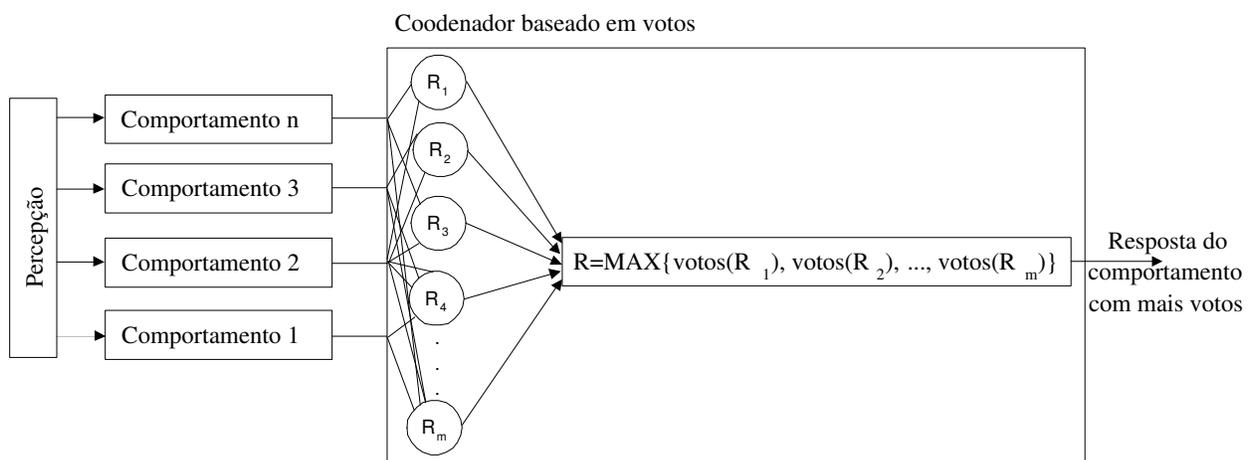 Coodenador baseado em votos
Percepção
Comportamento n
Comportamento 3
Comportamento 2
Comportamento 1
R1
R2
R3
R4
.
.
.
Rm
R=MAX{votos(R 1), votos(R 2), ..., votos(R m)}
Resposta do
comportamento
com mais votos